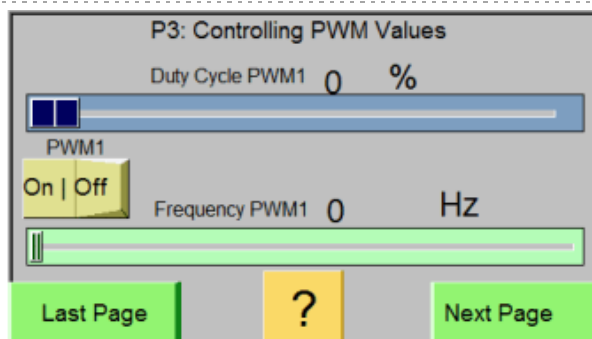 P3: Controlling PWM Values
Duty Cycle PWM1 0 %
PWM1
On | Off
Frequency PWM1 0 Hz
Last Page ? Next Page